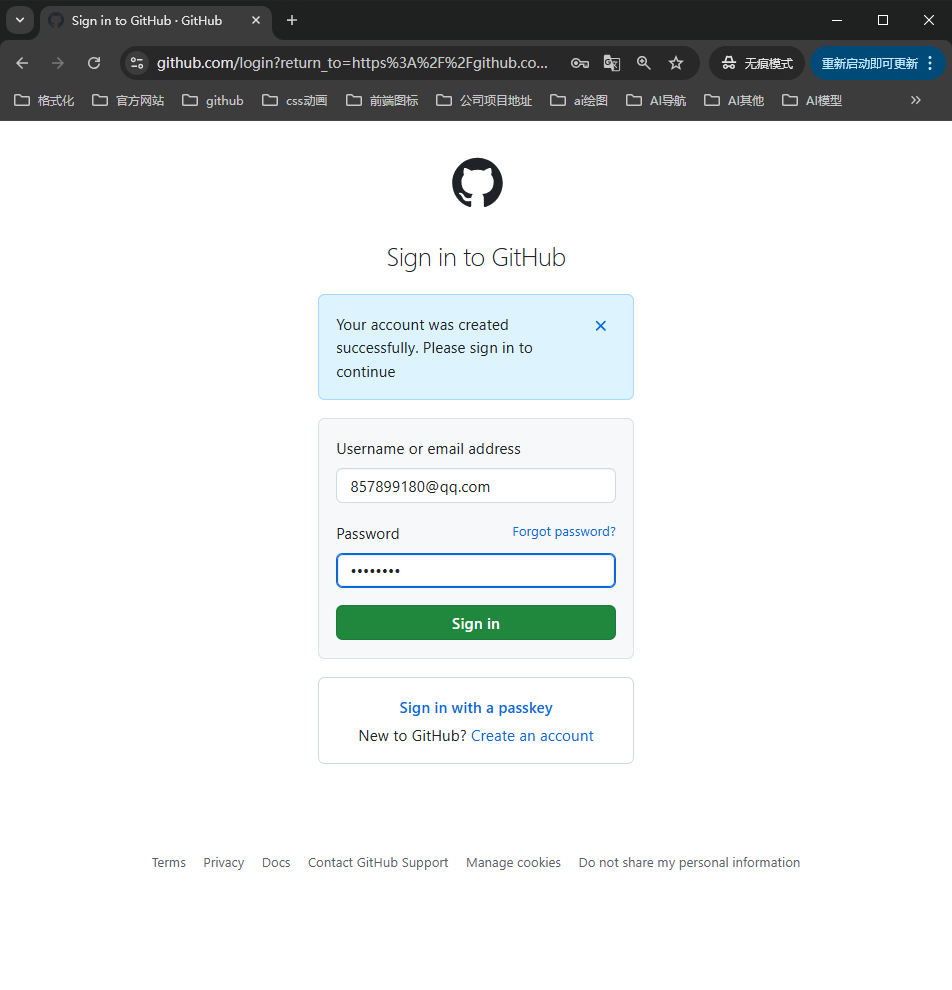 Sign in to GitHub · GitHub
github.com/login?return_to=https%3A%2F%2Fgithub.co...
无痕模式
重新启动即可更新
格式化
官方网站
github
css动画
前端图标
公司项目地址
ai绘图
AI导航
AI其他
AI模型
Sign in to GitHub
Your account was created
successfully. Please sign in to
continue
Username or email address
857899180@qq.com
Password
Forgot password?
••••••••
Sign in
Sign in with a passkey
New to GitHub? Create an account
Terms
Privacy
Docs
Contact GitHub Support
Manage cookies
Do not share my personal information